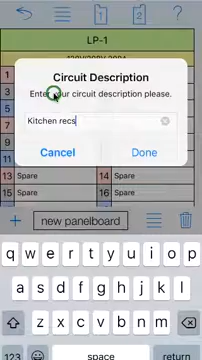 1 2
LP-1
Circuit Description
Enter your circuit description please.
Kitchen recs
Cancel Done
13 Spare 14 Spare
15 Spare 16 Spare
+ new panelboard
q w e r t y u i o p
a s d f g h j k l
z x c v b n m
123 space return